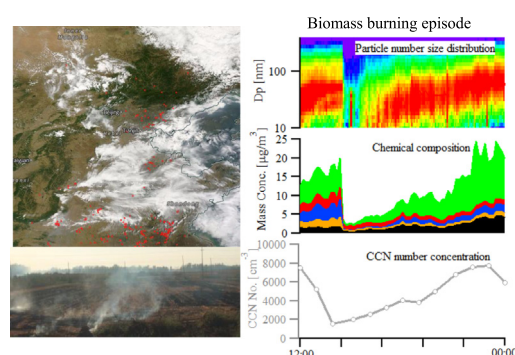 Biomass burning episode
Particle number size distribution
Dp [nm]
100
10
Chemical composition
Mass Conc. [µg/m³]
25
20
15
10
5
0
CCN number concentration
CCN No. [cm⁻³]
10000
8000
6000
4000
2000
0
12:00
00:00